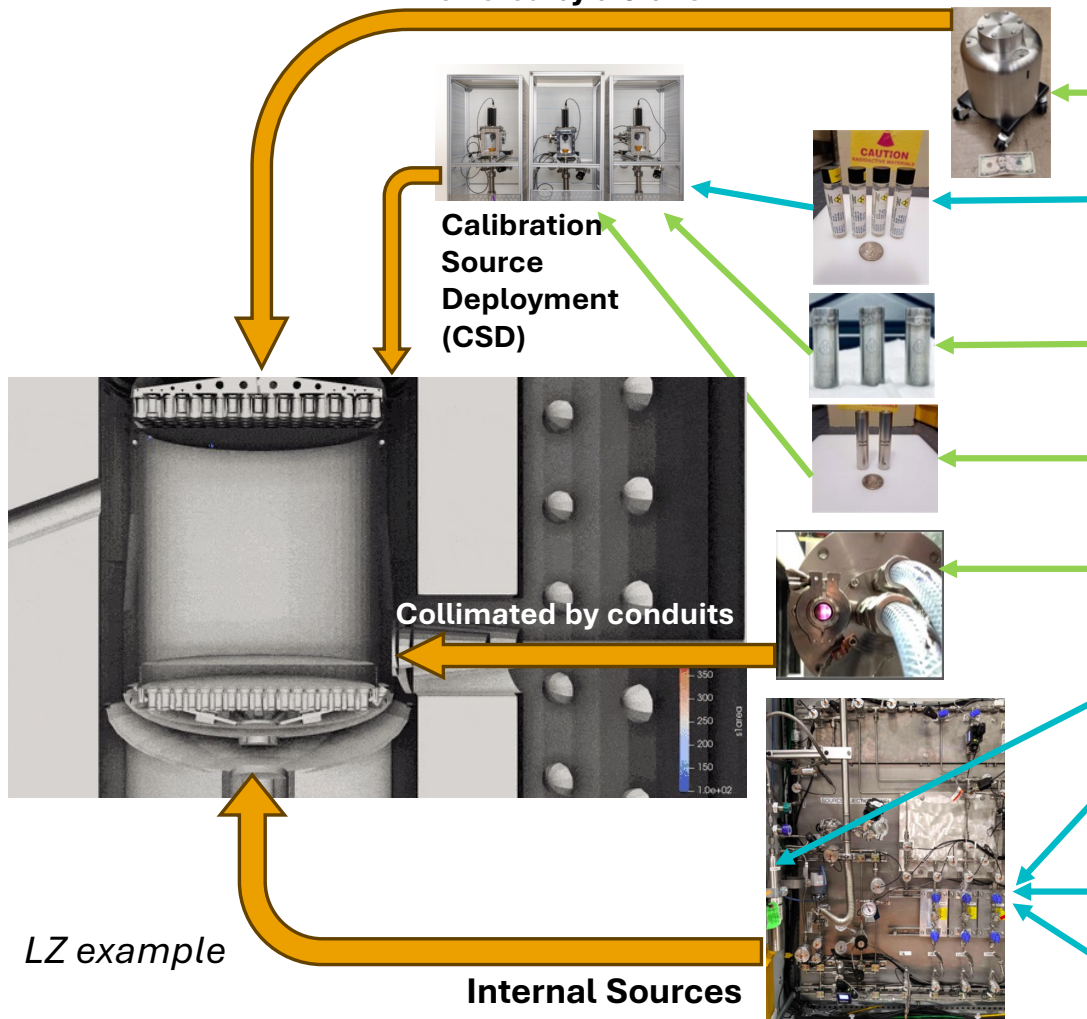 CAUTION
RADIOACTIVE MATERIALS
Calibration
Source
Deployment
(CSD)
Collimated by conduits
350
300
250
200
150
1.0e+02
s1area
LZ example
Internal Sources